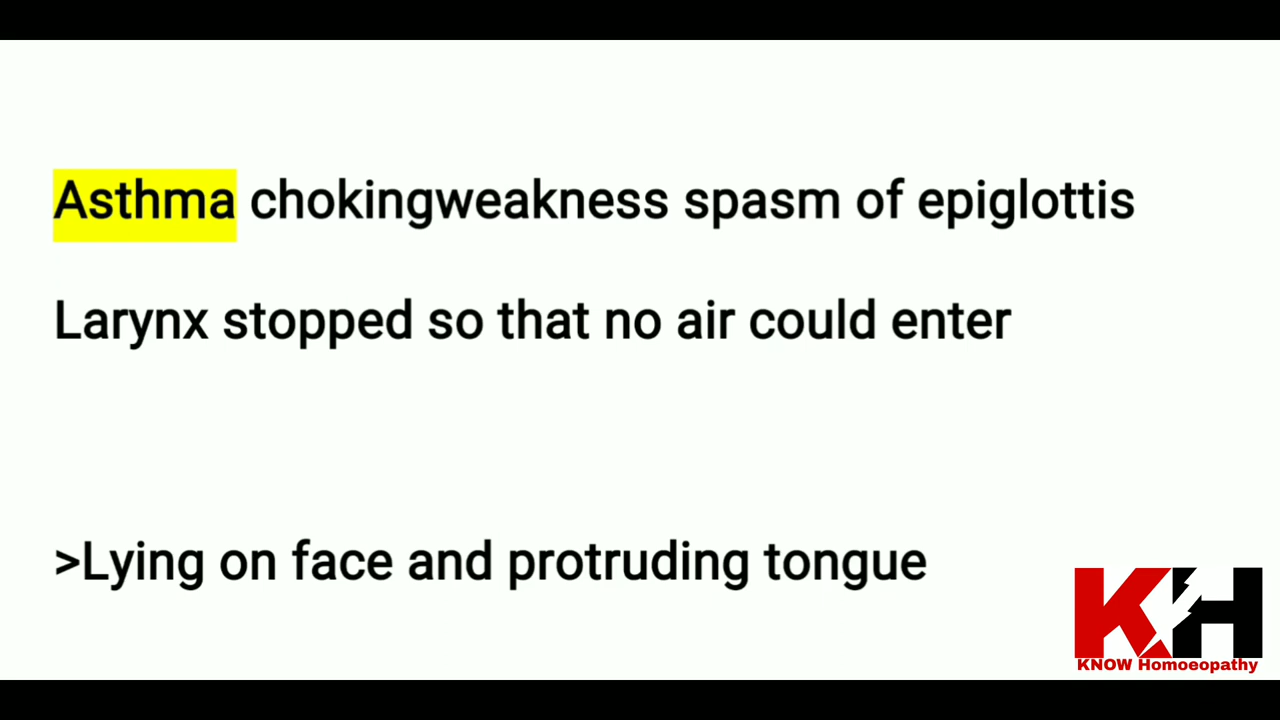 Asthma chokingweakness spasm of epiglottis
Larynx stopped so that no air could enter
>Lying on face and protruding tongue
KH
KNOW Homoeopathy